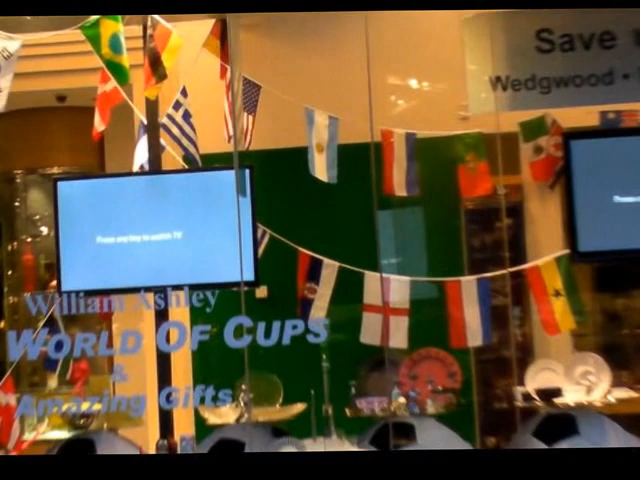 Save
Wedgwood •
Press any key to watch TV
William Ashley
WORLD OF CUPS
&
Amazing Gifts